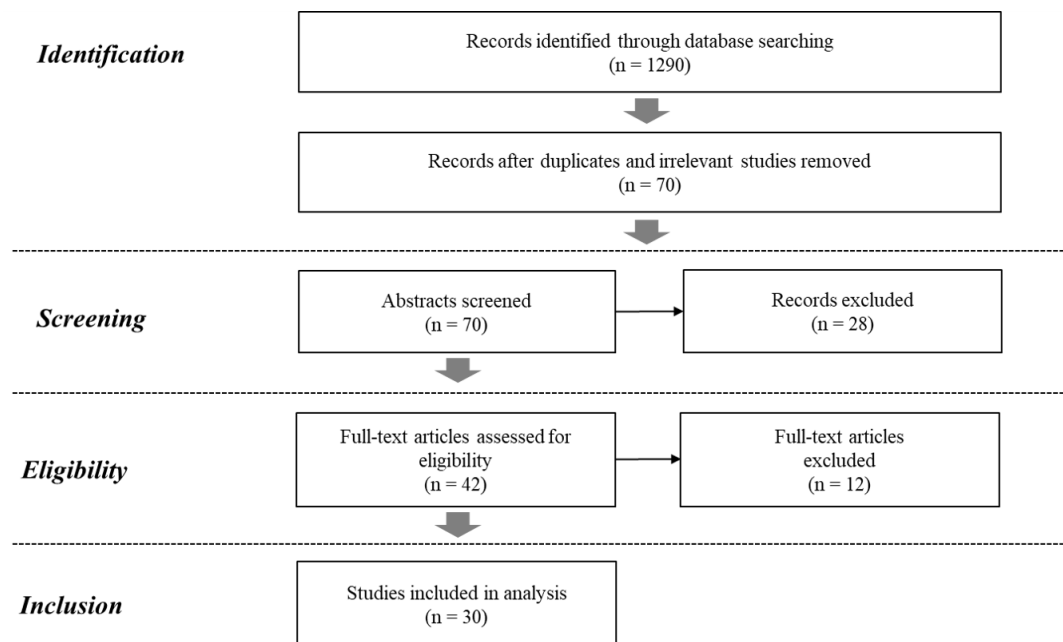 Identification
Records identified through database searching
(n = 1290)
Records after duplicates and irrelevant studies removed
(n = 70)
Screening
Abstracts screened
(n = 70)
Records excluded
(n = 28)
Eligibility
Full-text articles assessed for
eligibility
(n = 42)
Full-text articles
excluded
(n = 12)
Inclusion
Studies included in analysis
(n = 30)